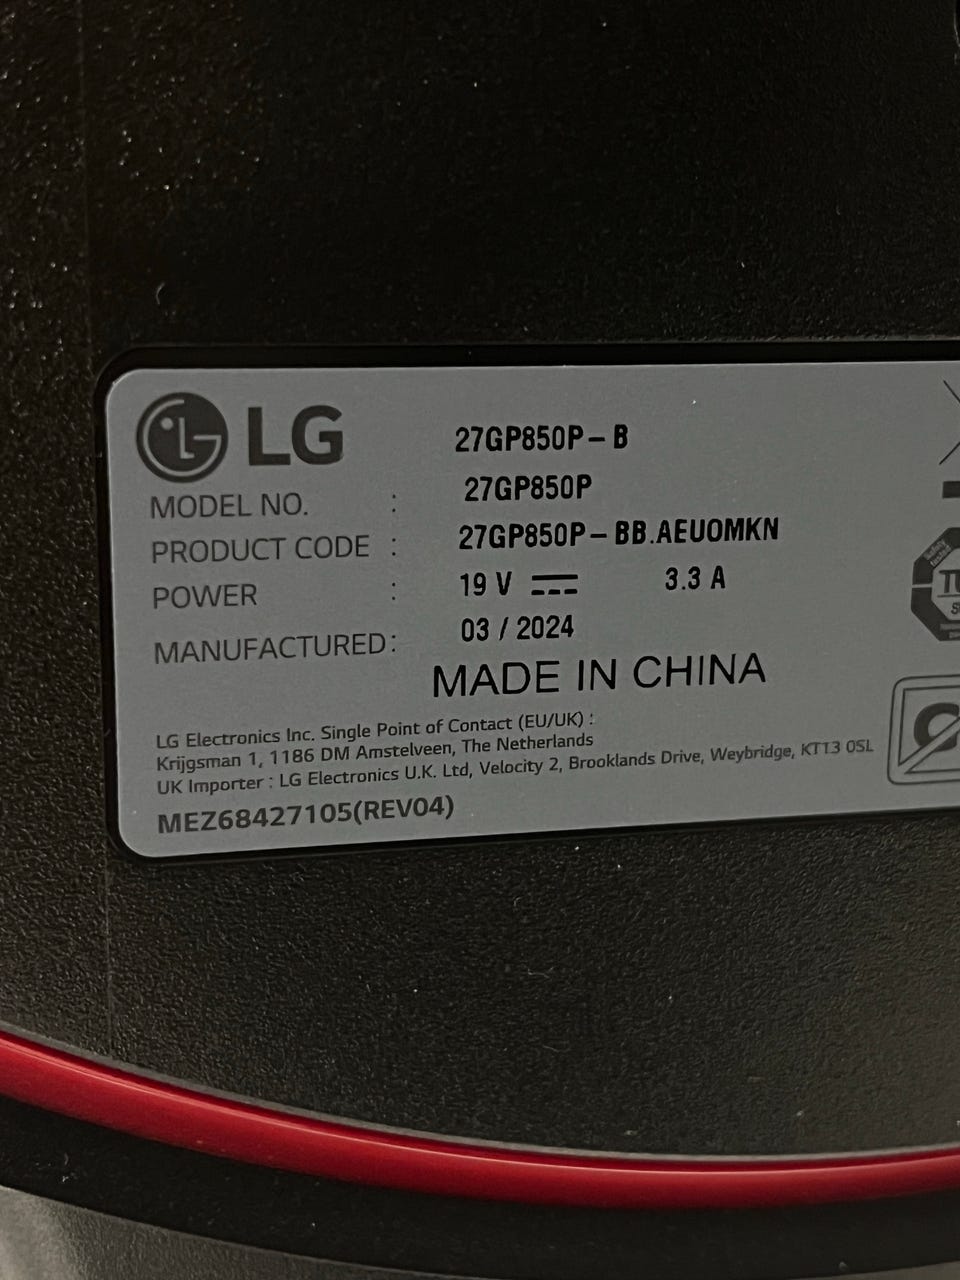 LG
27GP850P-B
MODEL NO. : 27GP850P
PRODUCT CODE : 27GP850P-BB.AEUOMKN
POWER : 19 V ⎓ 3.3 A
MANUFACTURED: 03 / 2024
MADE IN CHINA
LG Electronics Inc. Single Point of Contact (EU/UK) :
Krijgsman 1, 1186 DM Amstelveen, The Netherlands
UK Importer : LG Electronics U.K. Ltd, Velocity 2, Brooklands Drive, Weybridge, KT13 0SL
MEZ68427105(REV04)